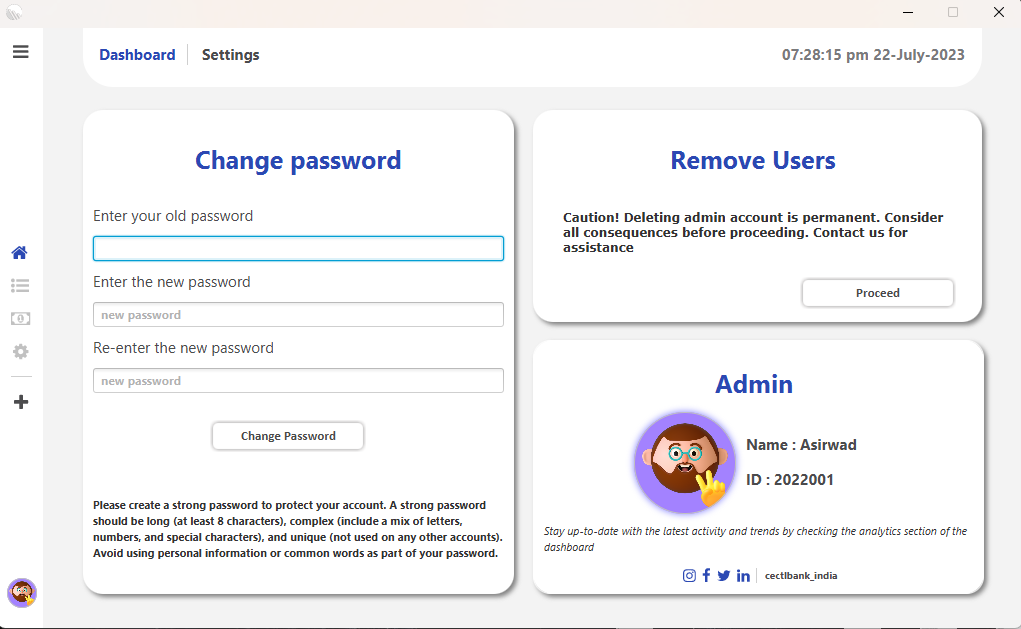 Dashboard
Settings
07:28:15 pm 22-July-2023
Change password
Enter your old password
Enter the new password
new password
Re-enter the new password
new password
Change Password
Please create a strong password to protect your account. A strong password
should be long (at least 8 characters), complex (include a mix of letters,
numbers, and special characters), and unique (not used on any other accounts).
Avoid using personal information or common words as part of your password.
Remove Users
Caution! Deleting admin account is permanent. Consider
all consequences before proceeding. Contact us for
assistance
Proceed
Admin
Name : Asirwad
ID : 2022001
Stay up-to-date with the latest activity and trends by checking the analytics section of the
dashboard
cectlbank_india